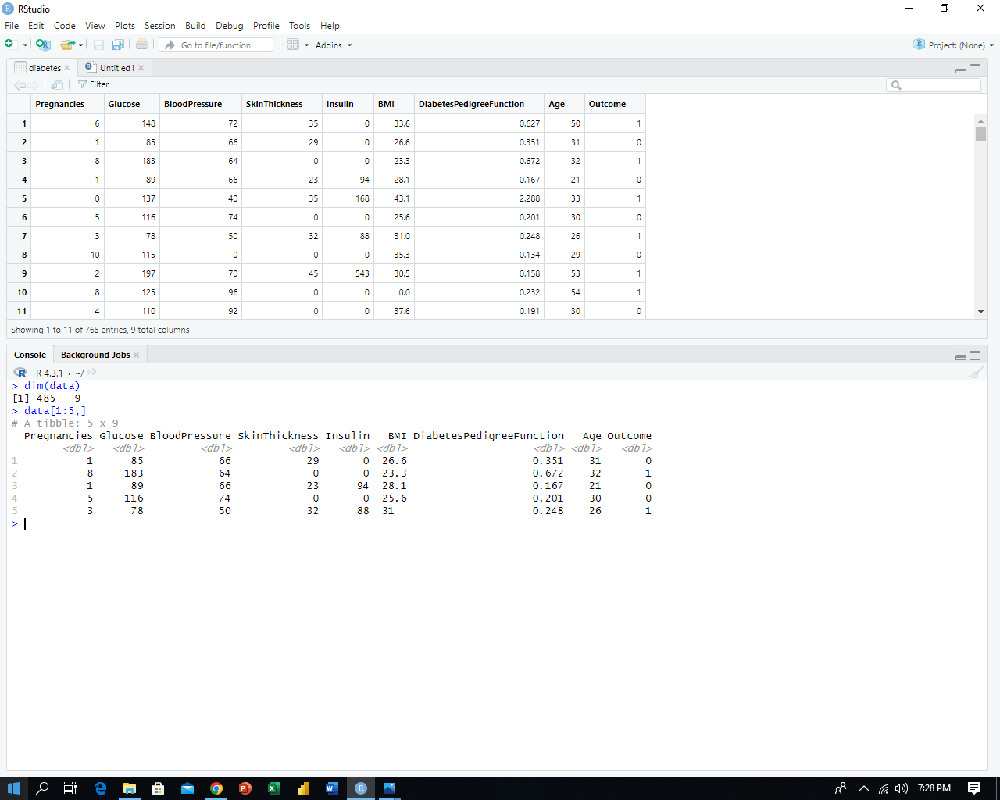 RStudio
File Edit Code View Plots Session Build Debug Profile Tools Help
Go to file/function Addins Project: (None)
diabetes Untitled1
Filter
Pregnancies Glucose BloodPressure SkinThickness Insulin BMI DiabetesPedigreeFunction Age Outcome
1 6 148 72 35 0 33.6 0.627 50 1
2 1 85 66 29 0 26.6 0.351 31 0
3 8 183 64 0 0 23.3 0.672 32 1
4 1 89 66 23 94 28.1 0.167 21 0
5 0 137 40 35 168 43.1 2.288 33 1
6 5 116 74 0 0 25.6 0.201 30 0
7 3 78 50 32 88 31.0 0.248 26 1
8 10 115 0 0 0 35.3 0.134 29 0
9 2 197 70 45 543 30.5 0.158 53 1
10 8 125 96 0 0 0.0 0.232 54 1
11 4 110 92 0 0 37.6 0.191 30 0
Showing 1 to 11 of 768 entries, 9 total columns
Console Background Jobs
R R 4.3.1 · ~/
> dim(data)
[1] 485 9
> data[1:5,]
# A tibble: 5 x 9
Pregnancies Glucose BloodPressure SkinThickness Insulin BMI DiabetesPedigreeFunction Age Outcome
<dbl> <dbl> <dbl> <dbl> <dbl> <dbl> <dbl> <dbl> <dbl>
1 1 85 66 29 0 26.6 0.351 31 0
2 8 183 64 0 0 23.3 0.672 32 1
3 1 89 66 23 94 28.1 0.167 21 0
4 5 116 74 0 0 25.6 0.201 30 0
5 3 78 50 32 88 31 0.248 26 1
>
7:28 PM